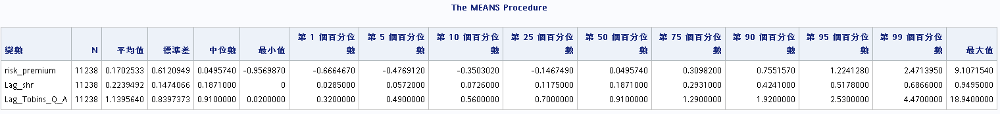 The MEANS Procedure
變數 N 平均值 標準差 中位數 最小值 第 1 個百分位數 第 5 個百分位數 第 10 個百分位數 第 25 個百分位數 第 50 個百分位數 第 75 個百分位數 第 90 個百分位數 第 95 個百分位數 第 99 個百分位數 最大值
risk_premium 11238 0.1702533 0.6120949 0.0495740 -0.9569870 -0.6664670 -0.4769120 -0.3503020 -0.1467490 0.0495740 0.3098200 0.7551570 1.2241280 2.4713950 9.1071540
Lag_shr 11238 0.2239492 0.1474066 0.1871000 0 0.0285000 0.0572000 0.0726000 0.1175000 0.1871000 0.2931000 0.4241000 0.5178000 0.6866000 0.9495000
Lag_Tobins_Q_A 11238 1.1395640 0.8397373 0.9100000 0.0200000 0.3200000 0.4900000 0.5600000 0.7000000 0.9100000 1.2900000 1.9200000 2.5300000 4.4700000 18.9400000